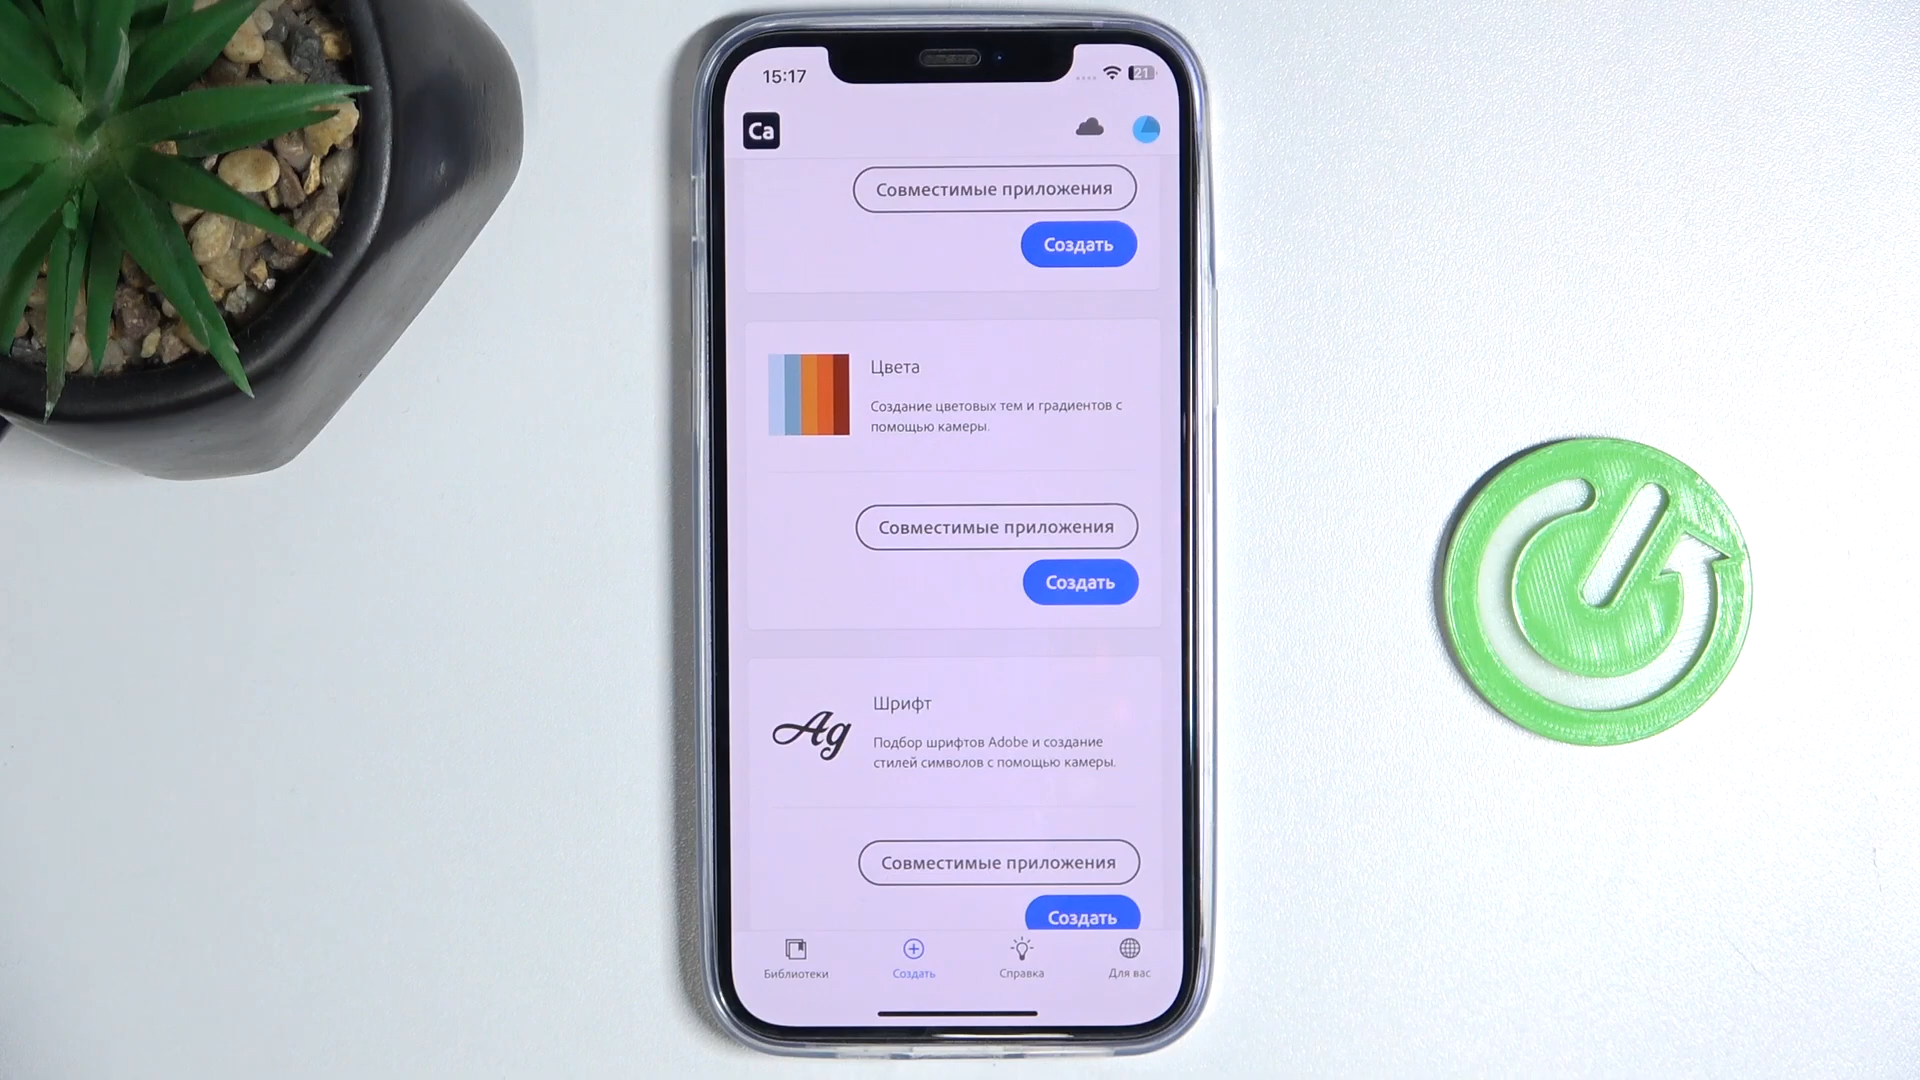 15:17
21
Ca
Совместимые приложения
Создать
Цвета
Создание цветовых тем и градиентов с
помощью камеры.
Совместимые приложения
Создать
Шрифт
Ag
Подбор шрифтов Adobe и создание
стилей символов с помощью камеры.
Совместимые приложения
Создать
Библиотеки
Создать
Справка
Для вас